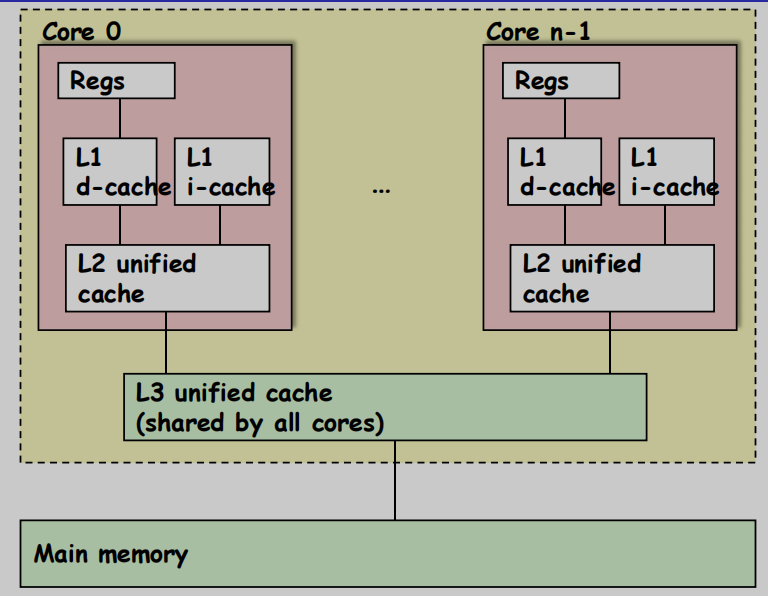 Core 0
Core n-1
Regs
Regs
L1
d-cache
L1
i-cache
...
L1
d-cache
L1
i-cache
L2 unified
cache
L2 unified
cache
L3 unified cache
(shared by all cores)
Main memory